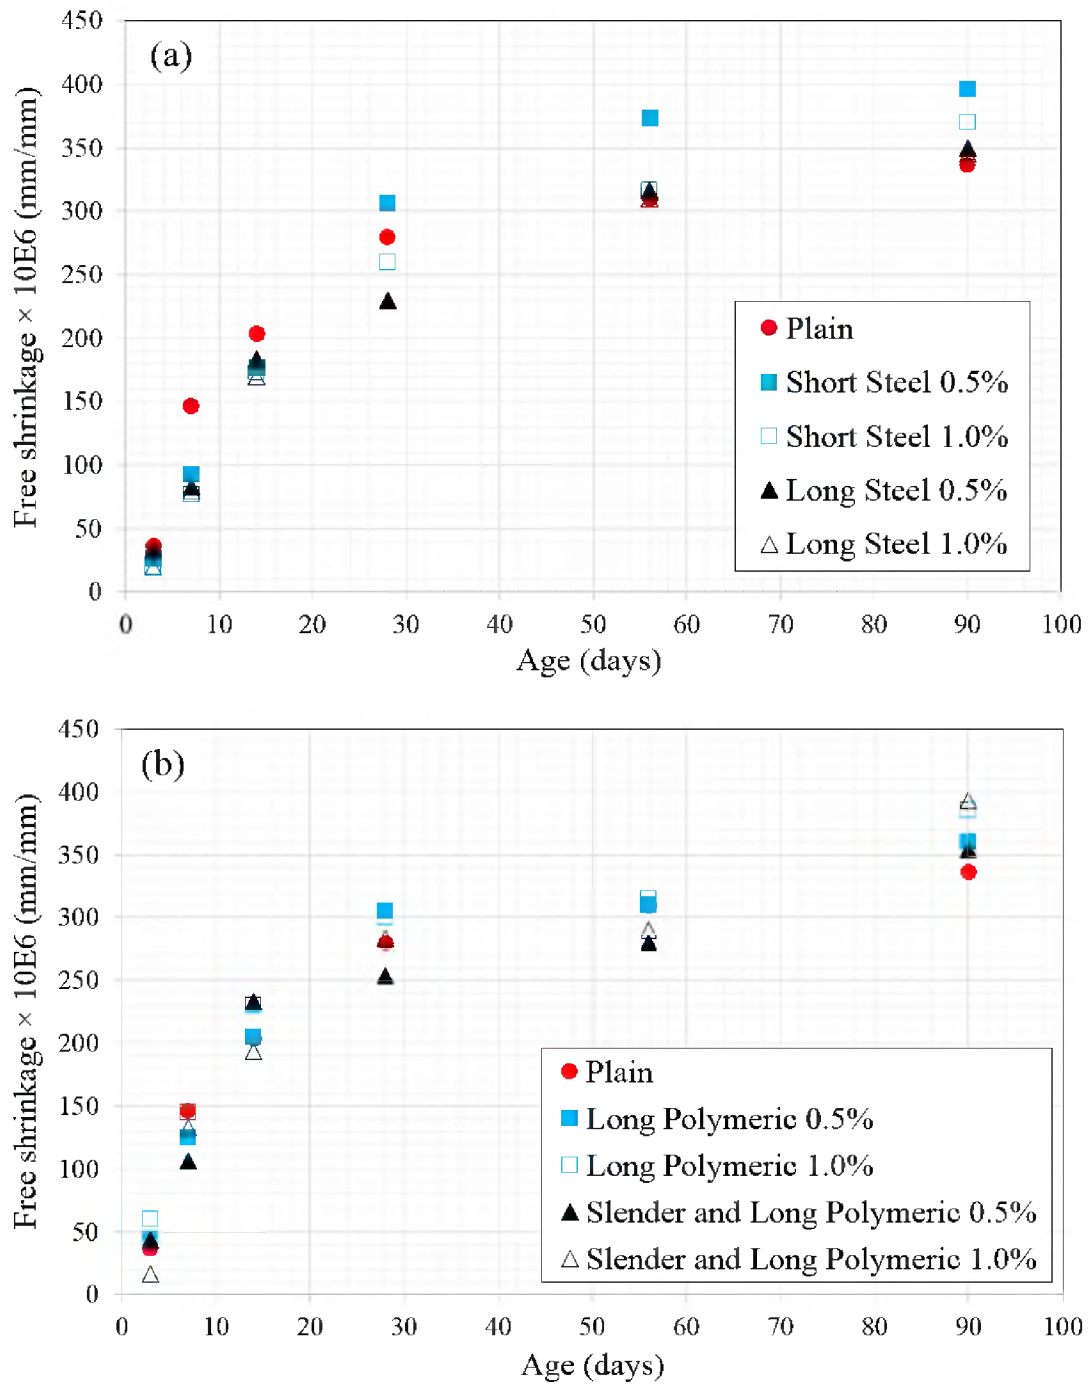 (a)
Free shrinkage × 10E6 (mm/mm)
450
400
350
300
250
200
150
100
50
0
Plain
Short Steel 0.5%
Short Steel 1.0%
Long Steel 0.5%
Long Steel 1.0%
0 10 20 30 40 50 60 70 80 90 100
Age (days)
(b)
Free shrinkage × 10E6 (mm/mm)
450
400
350
300
250
200
150
100
50
0
Plain
Long Polymeric 0.5%
Long Polymeric 1.0%
Slender and Long Polymeric 0.5%
Slender and Long Polymeric 1.0%
0 10 20 30 40 50 60 70 80 90 100
Age (days)